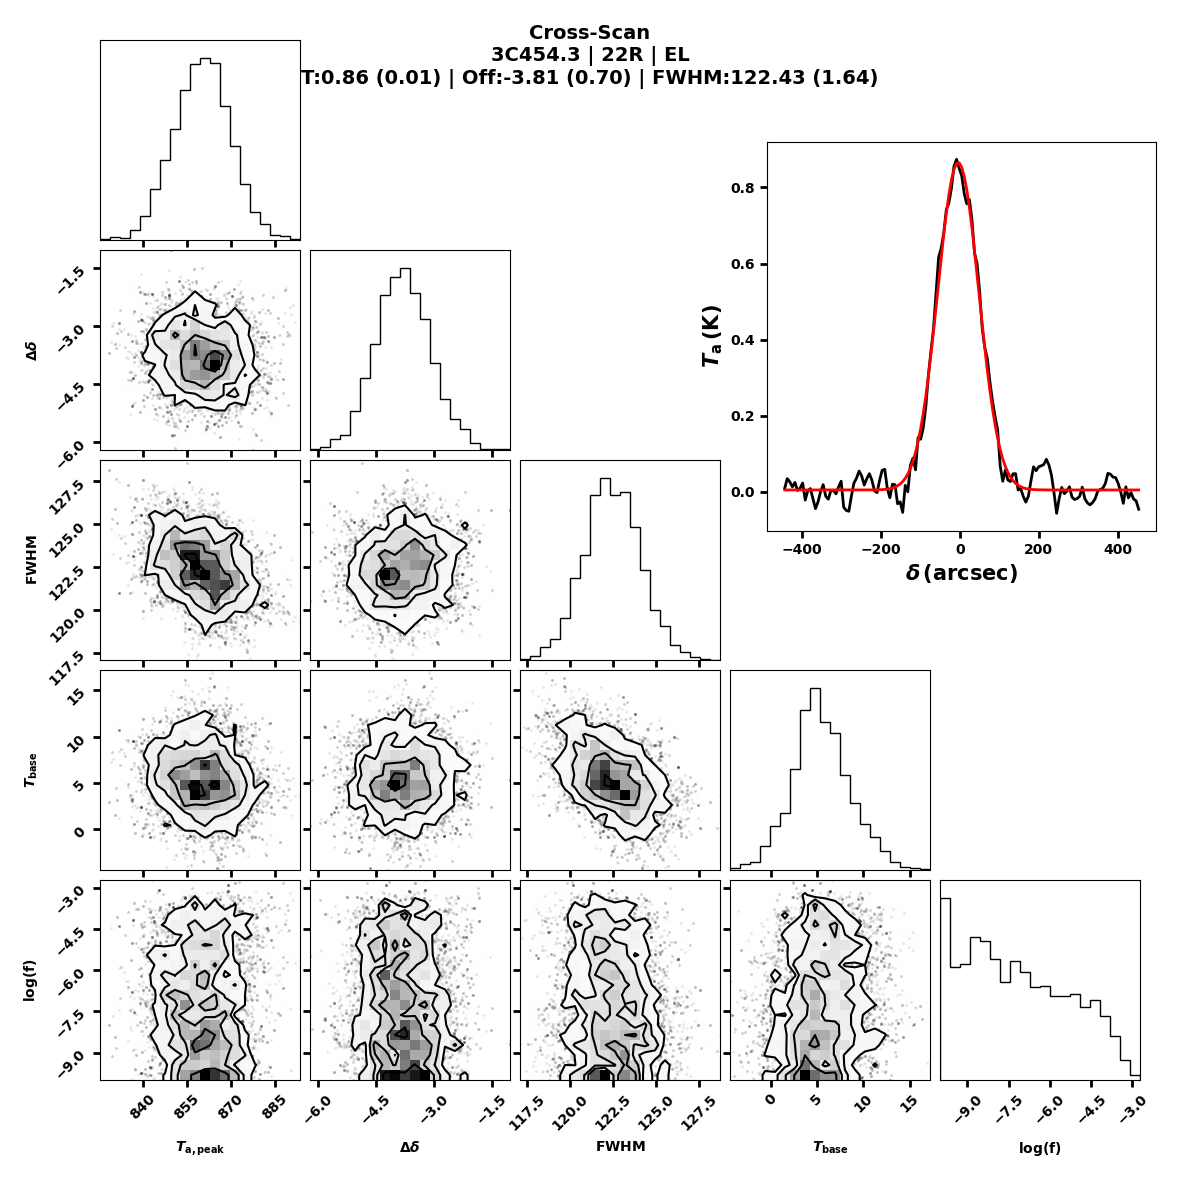 Cross-Scan
3C454.3 | 22R | EL
T:0.86 (0.01) | Off:-3.81 (0.70) | FWHM:122.43 (1.64)
0.8
0.6
0.4
0.2
0.0
Ta (K)
−400 −200 0 200 400
δ (arcsec)
−1.5
−3.0
−4.5
−6.0
Δδ
127.5
125.0
122.5
120.0
117.5
FWHM
15
10
5
0
Tbase
−3.0
−4.5
−6.0
−7.5
−9.0
log(f)
840 855 870 885
−6.0 −4.5 −3.0 −1.5
117.5 120.0 122.5 125.0 127.5
0 5 10 15
−9.0 −7.5 −6.0 −4.5 −3.0
Ta,peak
Δδ
FWHM
Tbase
log(f)